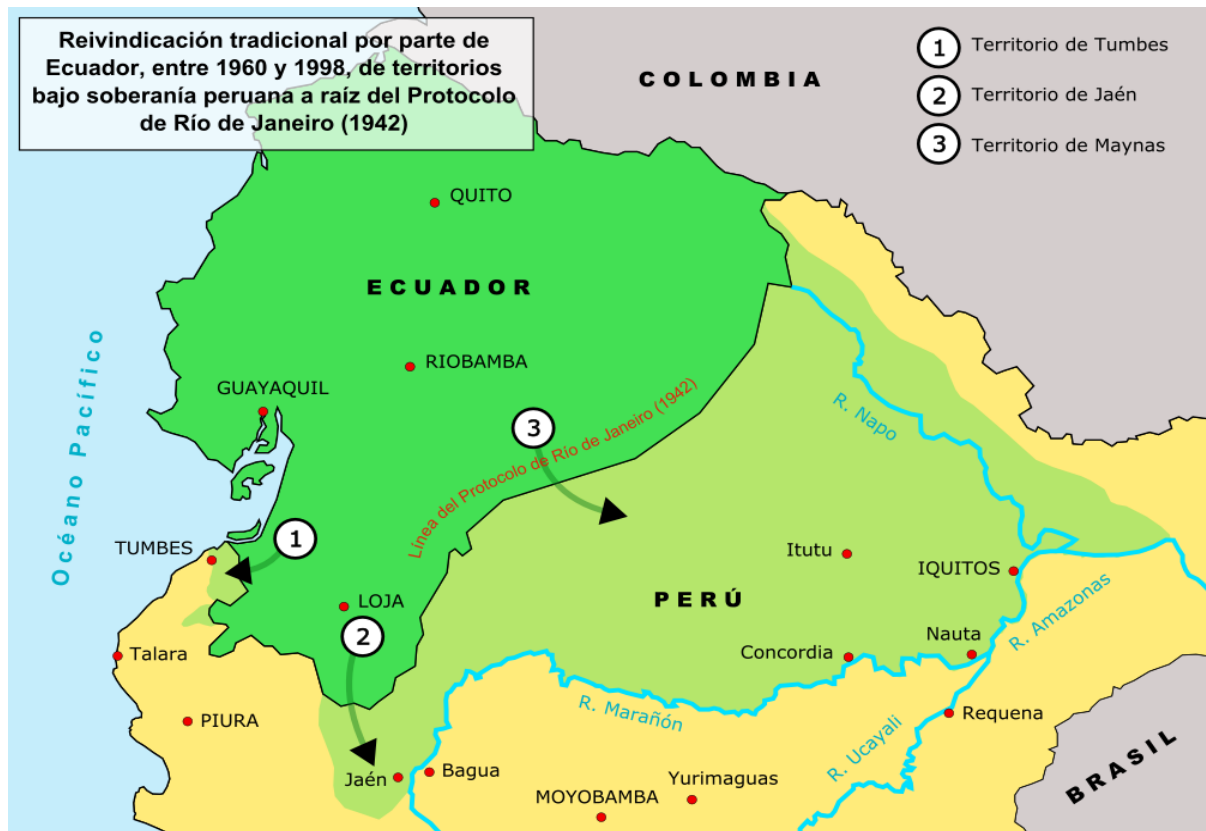 Reivindicación tradicional por parte de
Ecuador, entre 1960 y 1998, de territorios
bajo soberanía peruana a raíz del Protocolo
de Río de Janeiro (1942)
1 Territorio de Tumbes
2 Territorio de Jaén
3 Territorio de Maynas
COLOMBIA
QUITO
ECUADOR
RIOBAMBA
GUAYAQUIL
Océano Pacífico
3
Línea del Protocolo de Río de Janeiro (1942)
R. Napo
1
TUMBES
Itutu
IQUITOS
LOJA
PERÚ
2
R. Amazonas
Nauta
Concordia
Talara
R. Marañón
PIURA
Requena
R. Ucayali
BRASIL
Jaén
Bagua
Yurimaguas
MOYOBAMBA